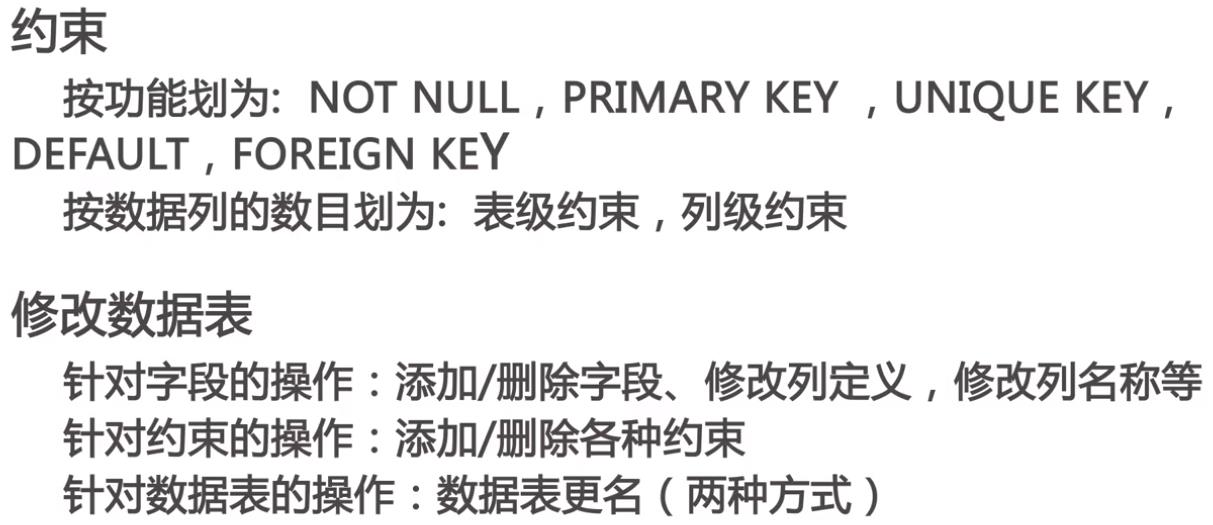 约束
按功能划为: NOT NULL，PRIMARY KEY ，UNIQUE KEY，
DEFAULT，FOREIGN KEY
按数据列的数目划为: 表级约束，列级约束
修改数据表
针对字段的操作：添加/删除字段、修改列定义，修改列名称等
针对约束的操作：添加/删除各种约束
针对数据表的操作：数据表更名（两种方式）